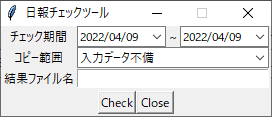 日報チェックツール
チェック期間 2022/04/09 ~ 2022/04/09
コピー範囲 入力データ不備
結果ファイル名
Check Close